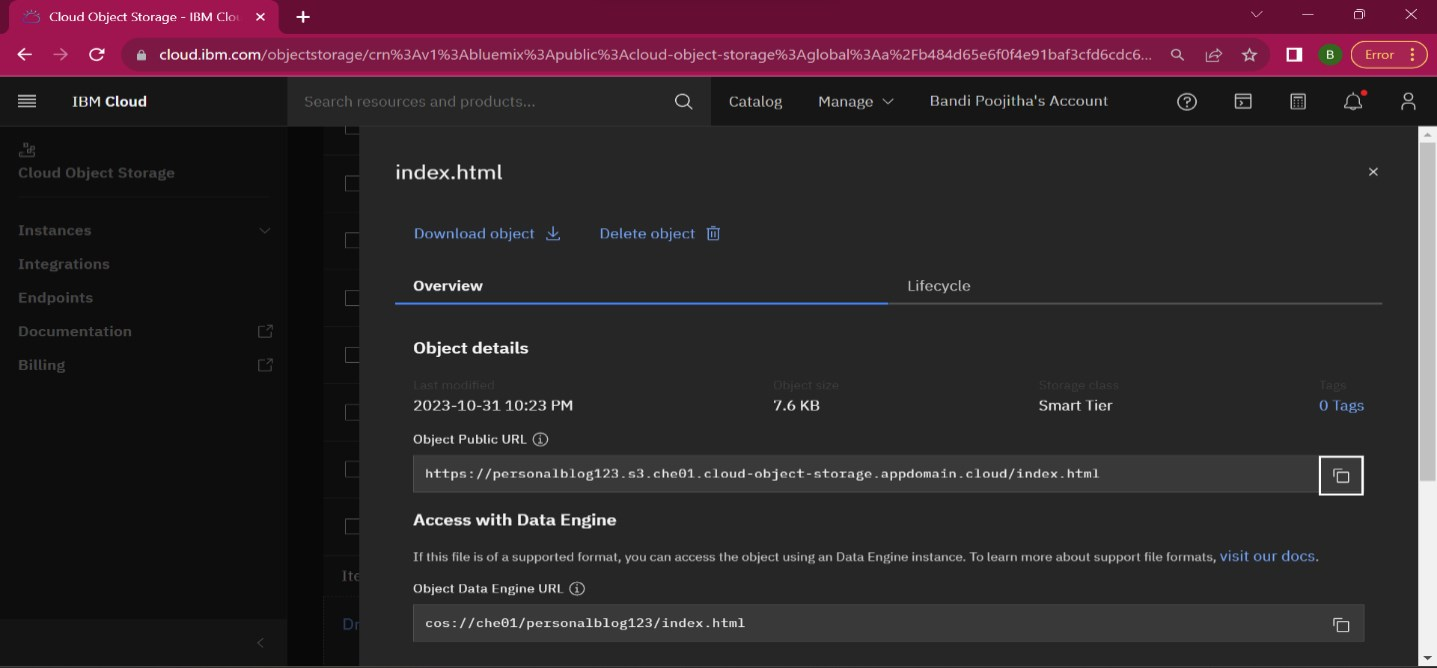 Cloud Object Storage - IBM Clou
cloud.ibm.com/objectstorage/crn%3Av1%3Abluemix%3Apublic%3Acloud-object-storage%3Aglobal%3Aa%2Fb484d65e6f0f4e91baf3cfd6cdc6...
B
Error
IBM Cloud
Search resources and products...
Catalog
Manage
Bandi Poojitha's Account
Cloud Object Storage
Instances
Integrations
Endpoints
Documentation
Billing
Ite
Dr
index.html
Download object
Delete object
Overview
Lifecycle
Object details
Last modified Object size Storage class Tags
2023-10-31 10:23 PM 7.6 KB Smart Tier 0 Tags
Object Public URL
https://personalblog123.s3.che01.cloud-object-storage.appdomain.cloud/index.html
Access with Data Engine
If this file is of a supported format, you can access the object using an Data Engine instance. To learn more about support file formats, visit our docs.
Object Data Engine URL
cos://che01/personalblog123/index.html